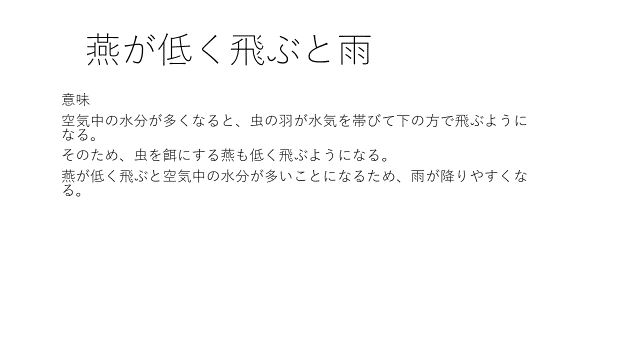 燕が低く飛ぶと雨
意味
空気中の水分が多くなると、虫の羽が水気を帯びて下の方で飛ぶように
なる。
そのため、虫を餌にする燕も低く飛ぶようになる。
燕が低く飛ぶと空気中の水分が多いことになるため、雨が降りやすくな
る。